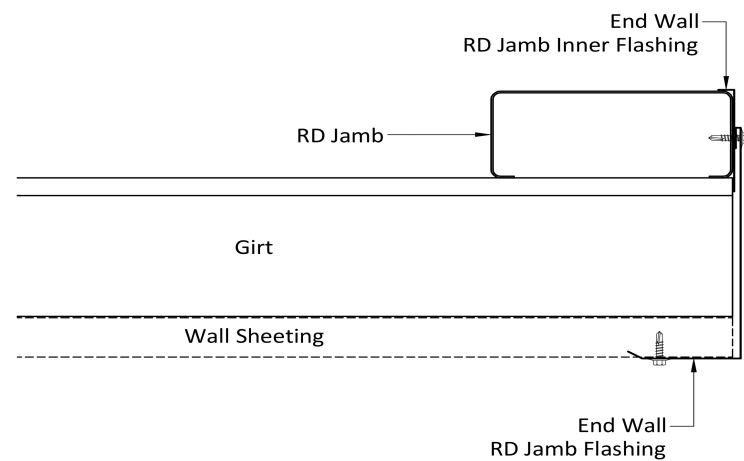 End Wall
RD Jamb Inner Flashing
RD Jamb
Girt
Wall Sheeting
End Wall
RD Jamb Flashing